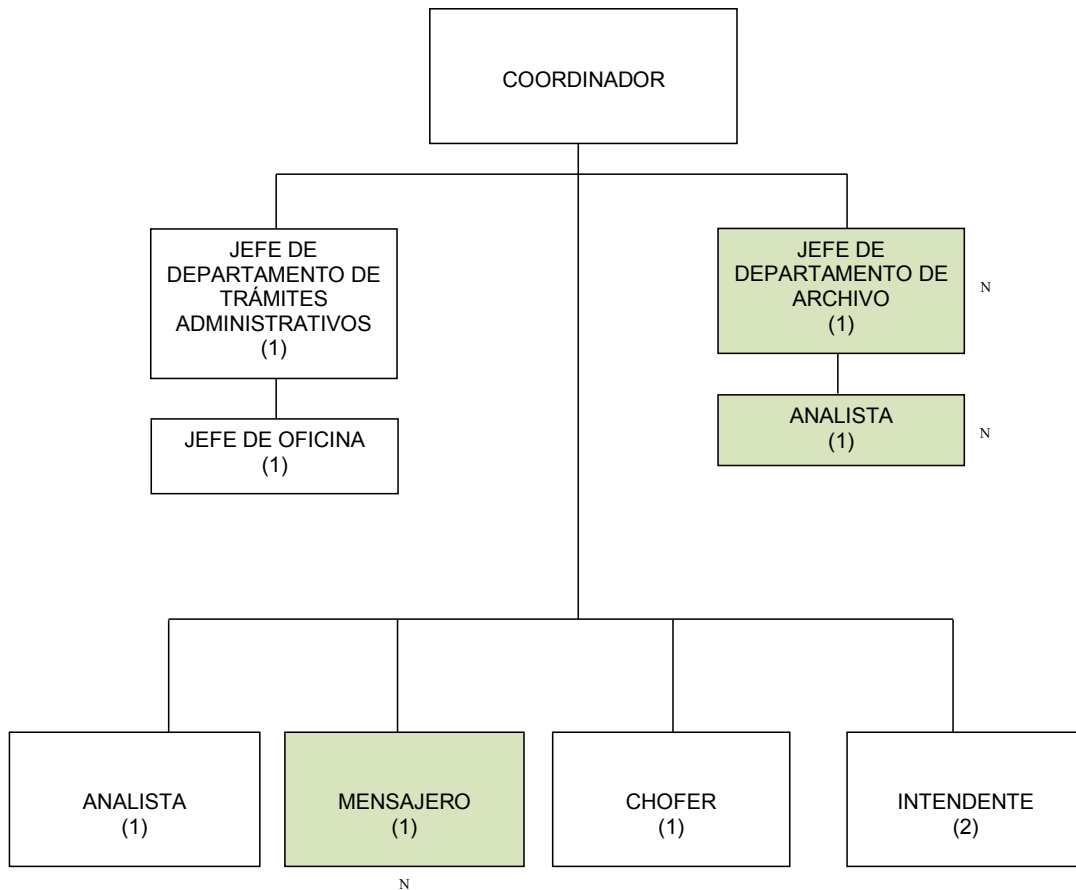 COORDINADOR
JEFE DE
DEPARTAMENTO DE
TRÁMITES
ADMINISTRATIVOS
(1)
JEFE DE
DEPARTAMENTO DE
ARCHIVO
(1)
N
JEFE DE OFICINA
(1)
ANALISTA
(1)
N
ANALISTA
(1)
MENSAJERO
(1)
N
CHOFER
(1)
INTENDENTE
(2)